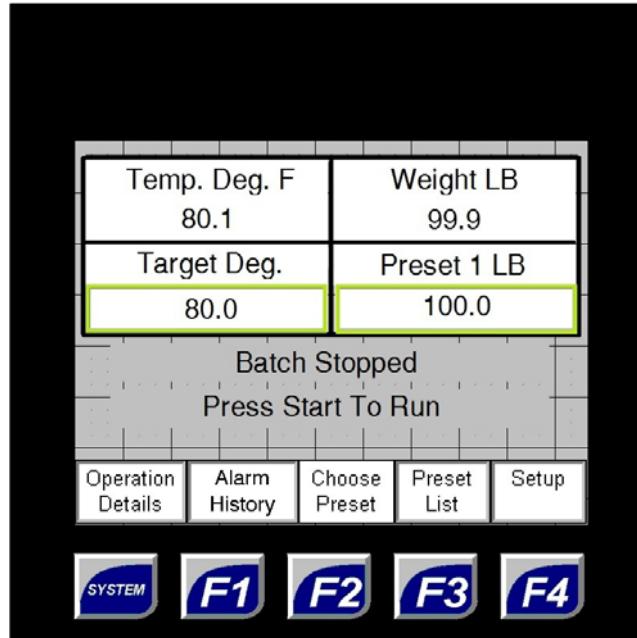 Temp. Deg. F
Weight LB
80.1
99.9
Target Deg.
Preset 1 LB
80.0
100.0
Batch Stopped
Press Start To Run
Operation Details
Alarm History
Choose Preset
Preset List
Setup
SYSTEM
F1
F2
F3
F4